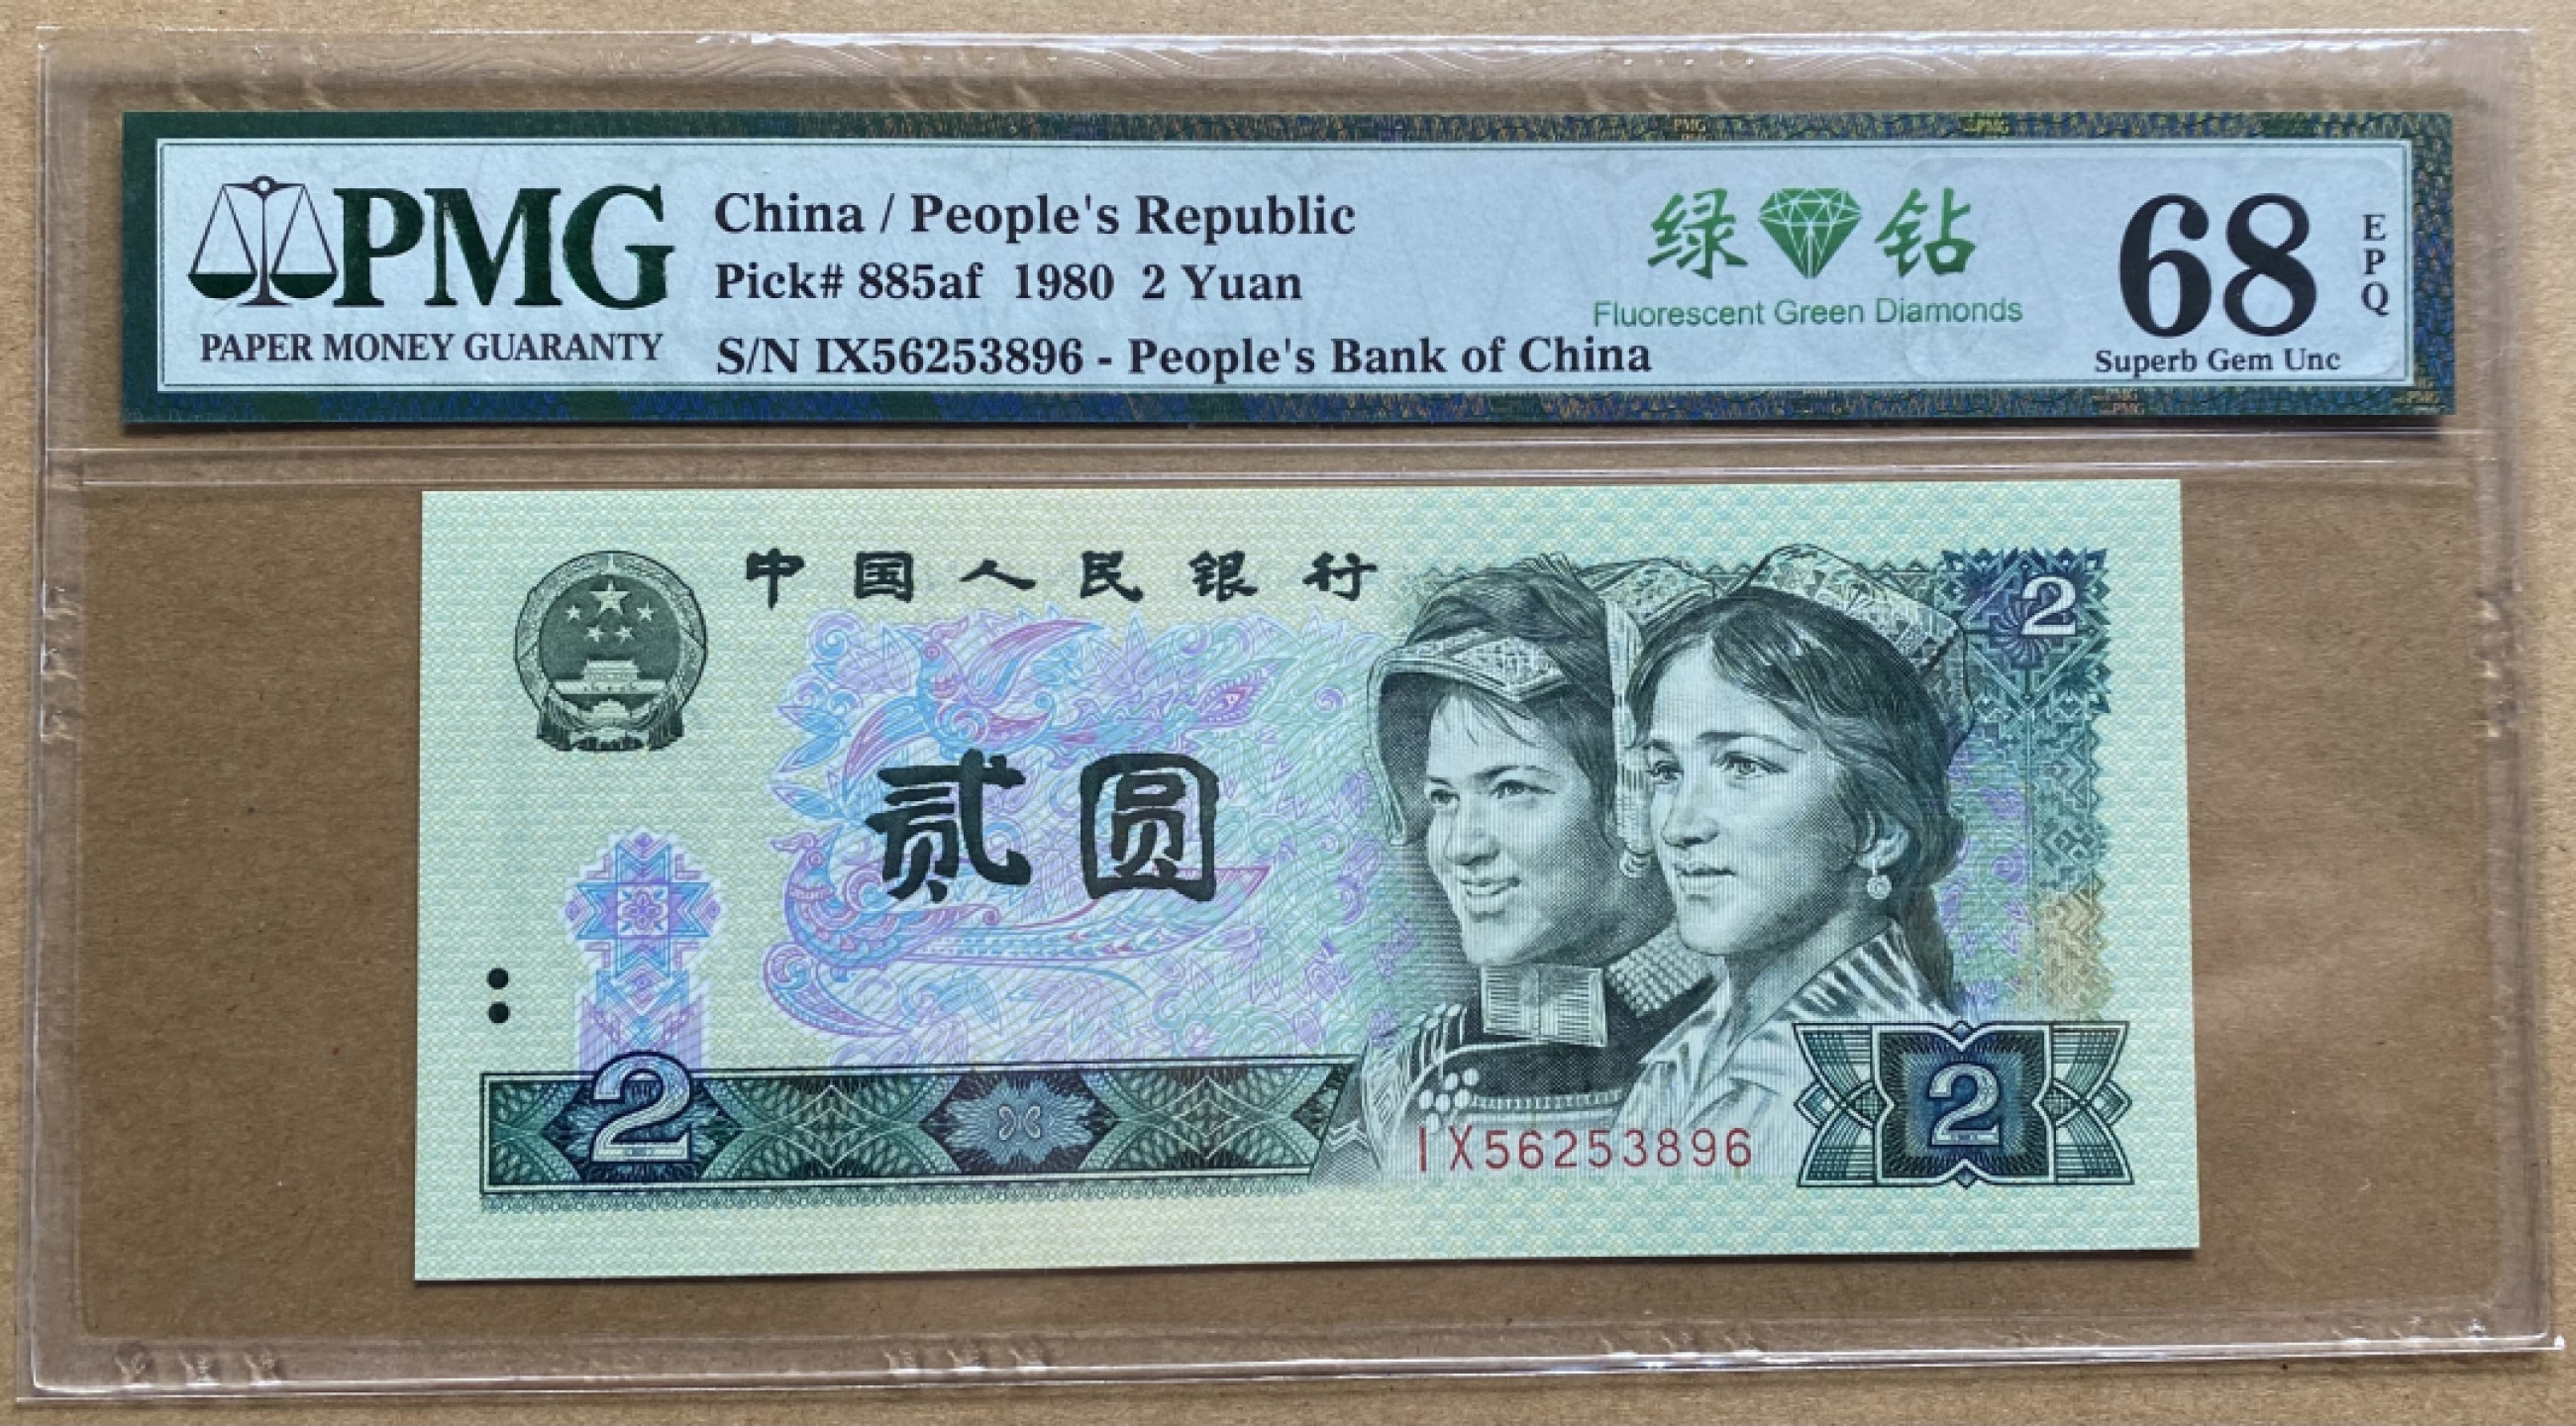 PMG
PAPER MONEY GUARANTY
China / People's Republic
Pick# 885af 1980 2 Yuan
S/N IX56253896 - People's Bank of China
绿钻
Fluorescent Green Diamonds
68
EPQ
Superb Gem Unc
中国人民银行
2
贰圆
2
IX56253896
2